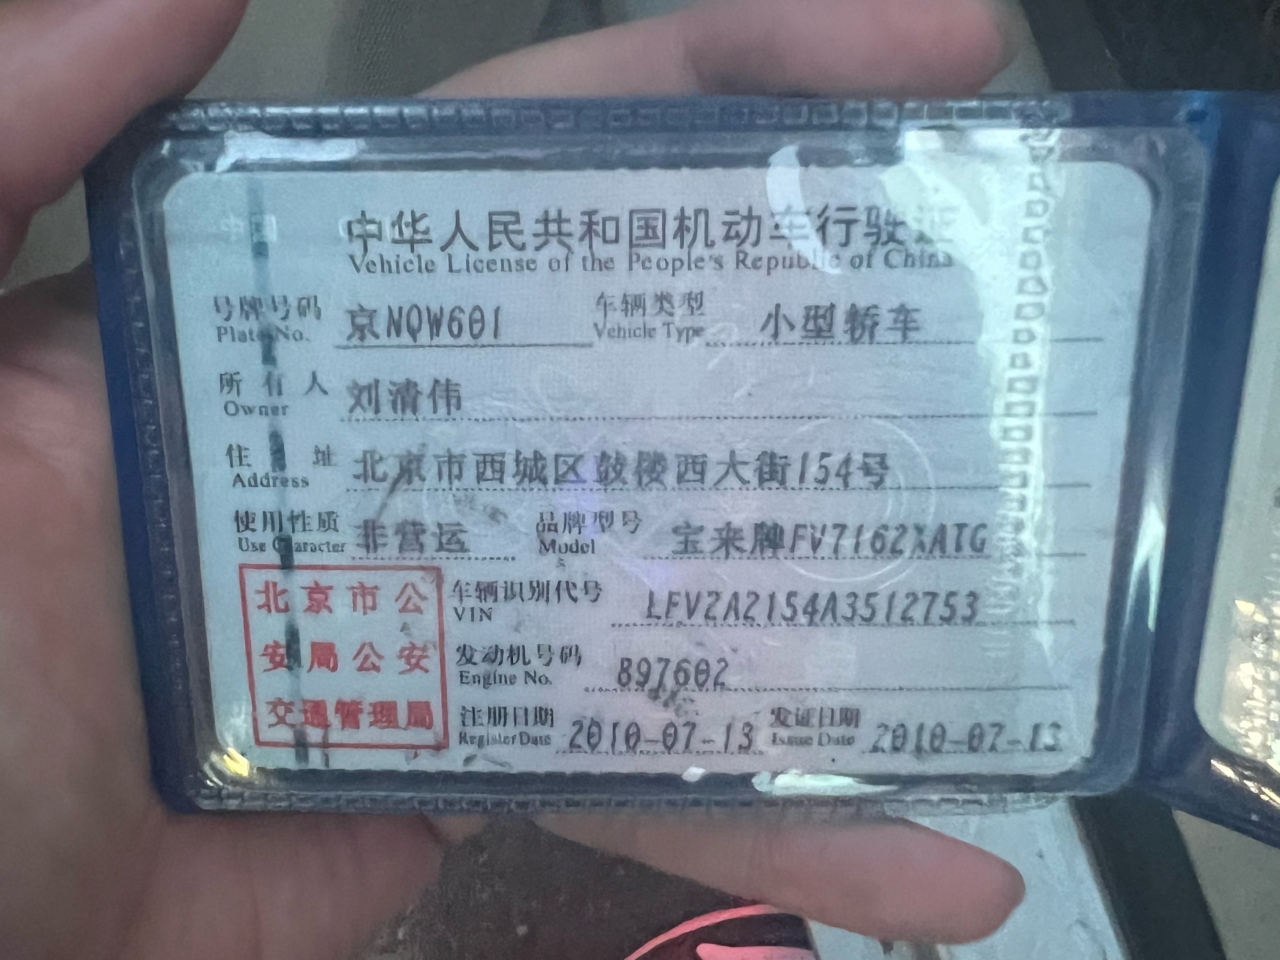 中华人民共和国机动车行驶证
Vehicle License of the People's Republic of China
号牌号码 京NQW601 车辆类型 小型轿车
Plate No. Vehicle Type
所有人 刘清伟
Owner
住址 北京市西城区鼓楼西大街154号
Address
使用性质 非营运 品牌型号 宝来牌FV7162XATG
Use Character Model
北京市公
安局公安
交通管理局
车辆识别代号 LFV2A2154A3512753
VIN
发动机号码 897602
Engine No.
注册日期 2010-07-13 发证日期 2010-07-13
Register Date Issue Date